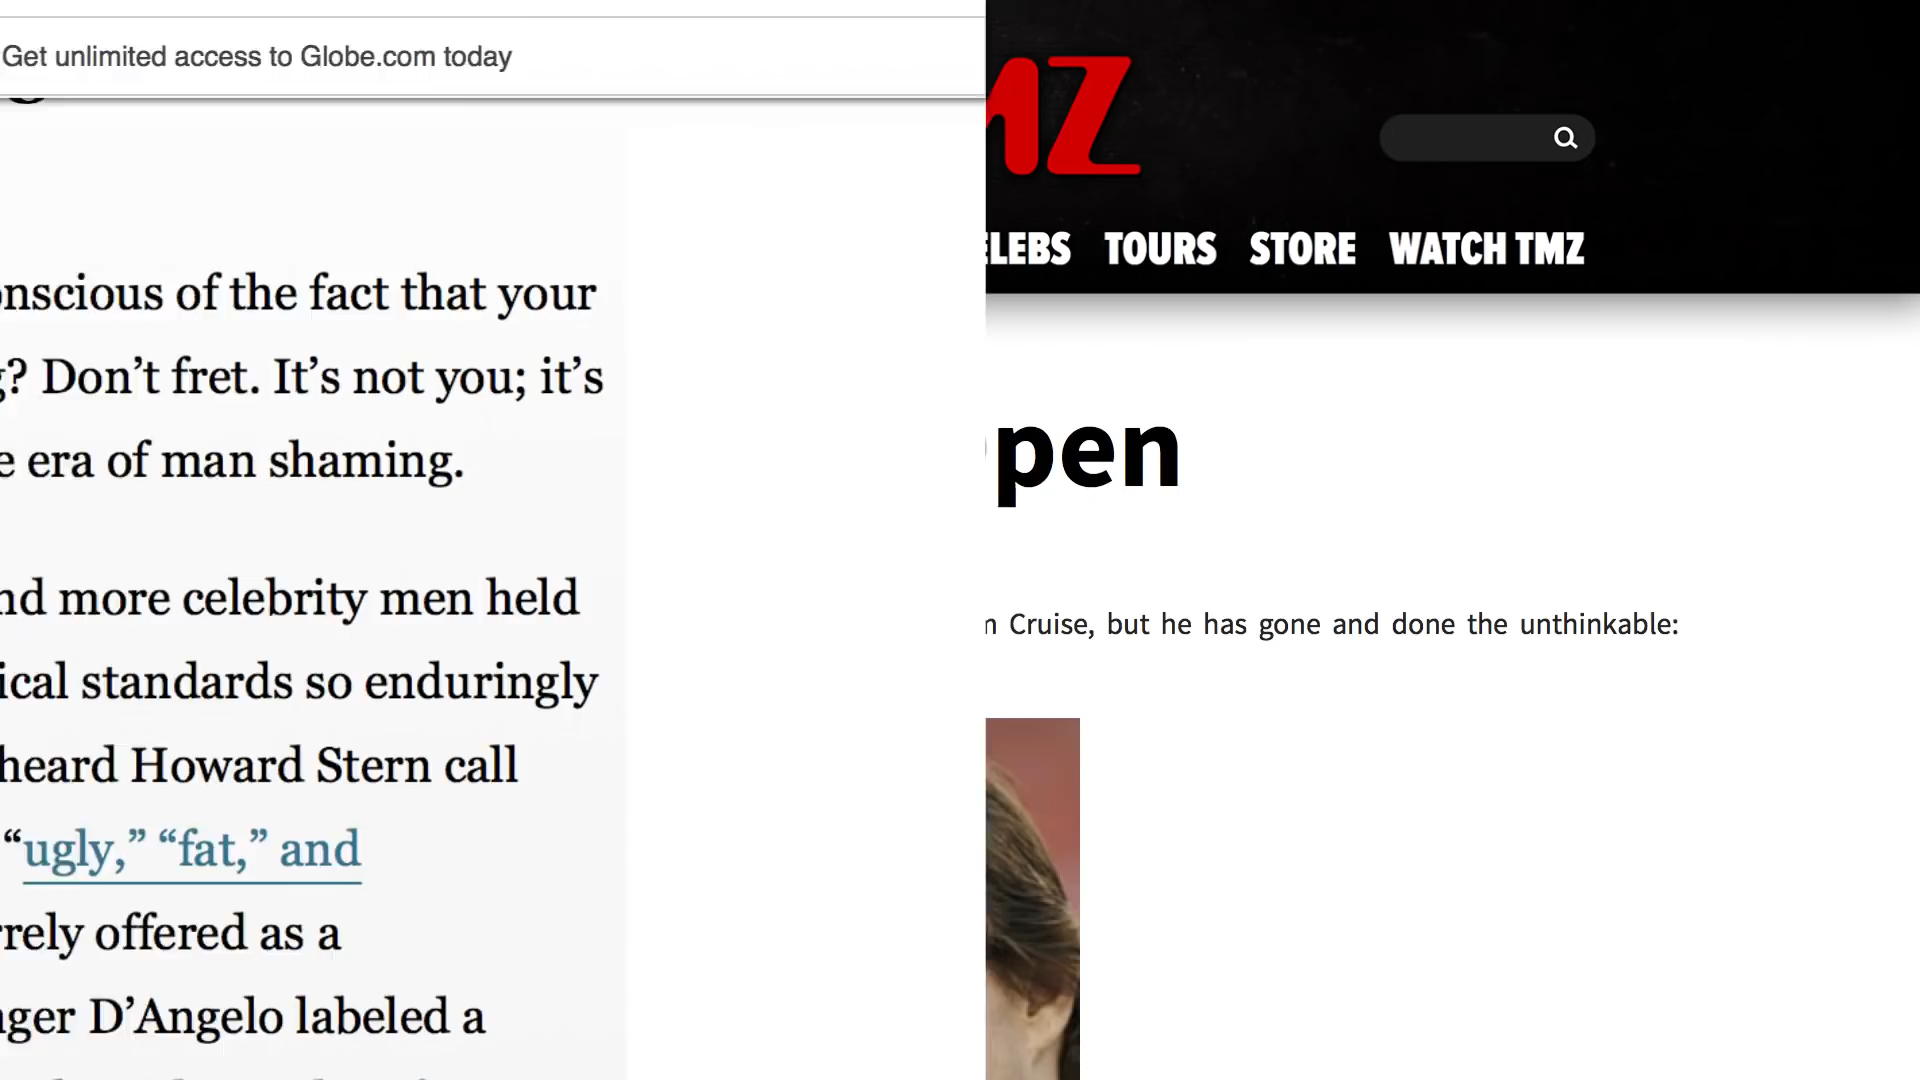 Get unlimited access to Globe.com today
onscious of the fact that your
g? Don’t fret. It’s not you; it’s
e era of man shaming.
nd more celebrity men held
ical standards so enduringly
heard Howard Stern call
“ugly,” “fat,” and
rely offered as a
ger D’Angelo labeled a
TMZ
ELEBS TOURS STORE WATCH TMZ
pen
Cruise, but he has gone and done the unthinkable: